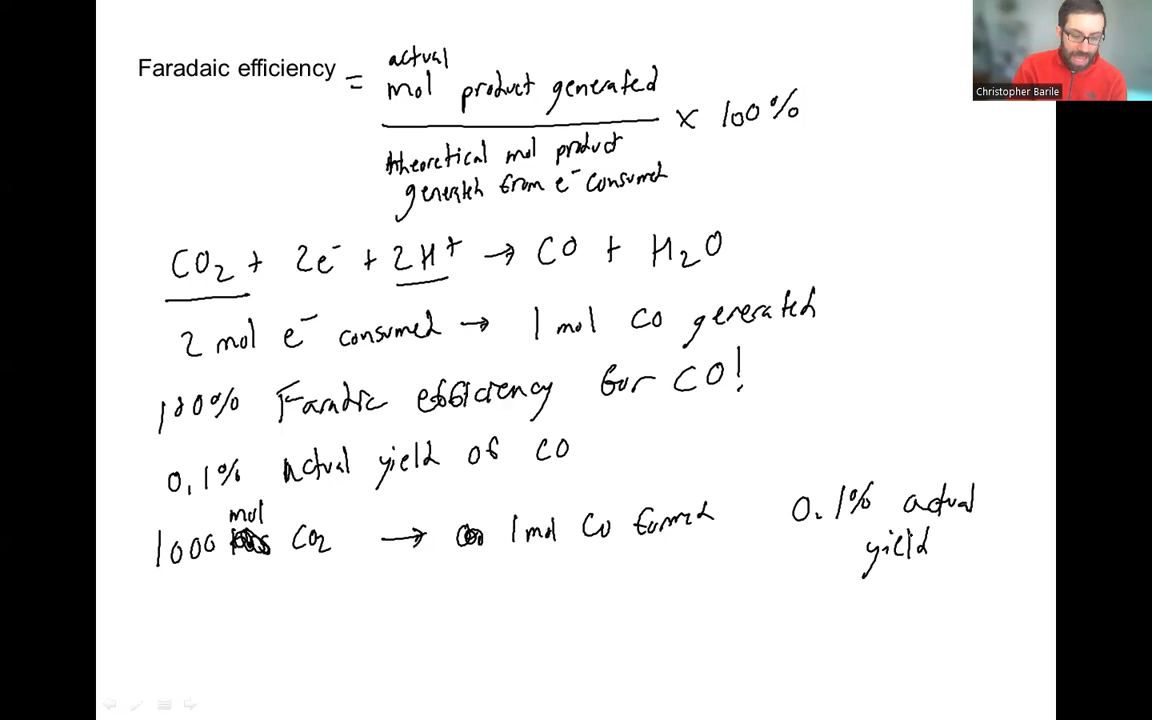 Christopher Barile
Faradaic efficiency = actual mol product generated × 100%
theoretical mol product
generated from e⁻ consumed
CO₂ + 2e⁻ + 2H⁺ → CO + H₂O
2 mol e⁻ consumed → 1 mol CO generated
100% Faradic efficiency for CO!
0.1% actual yield of CO
1000 mol CO₂ → 1 mol CO formed 0.1% actual
yield